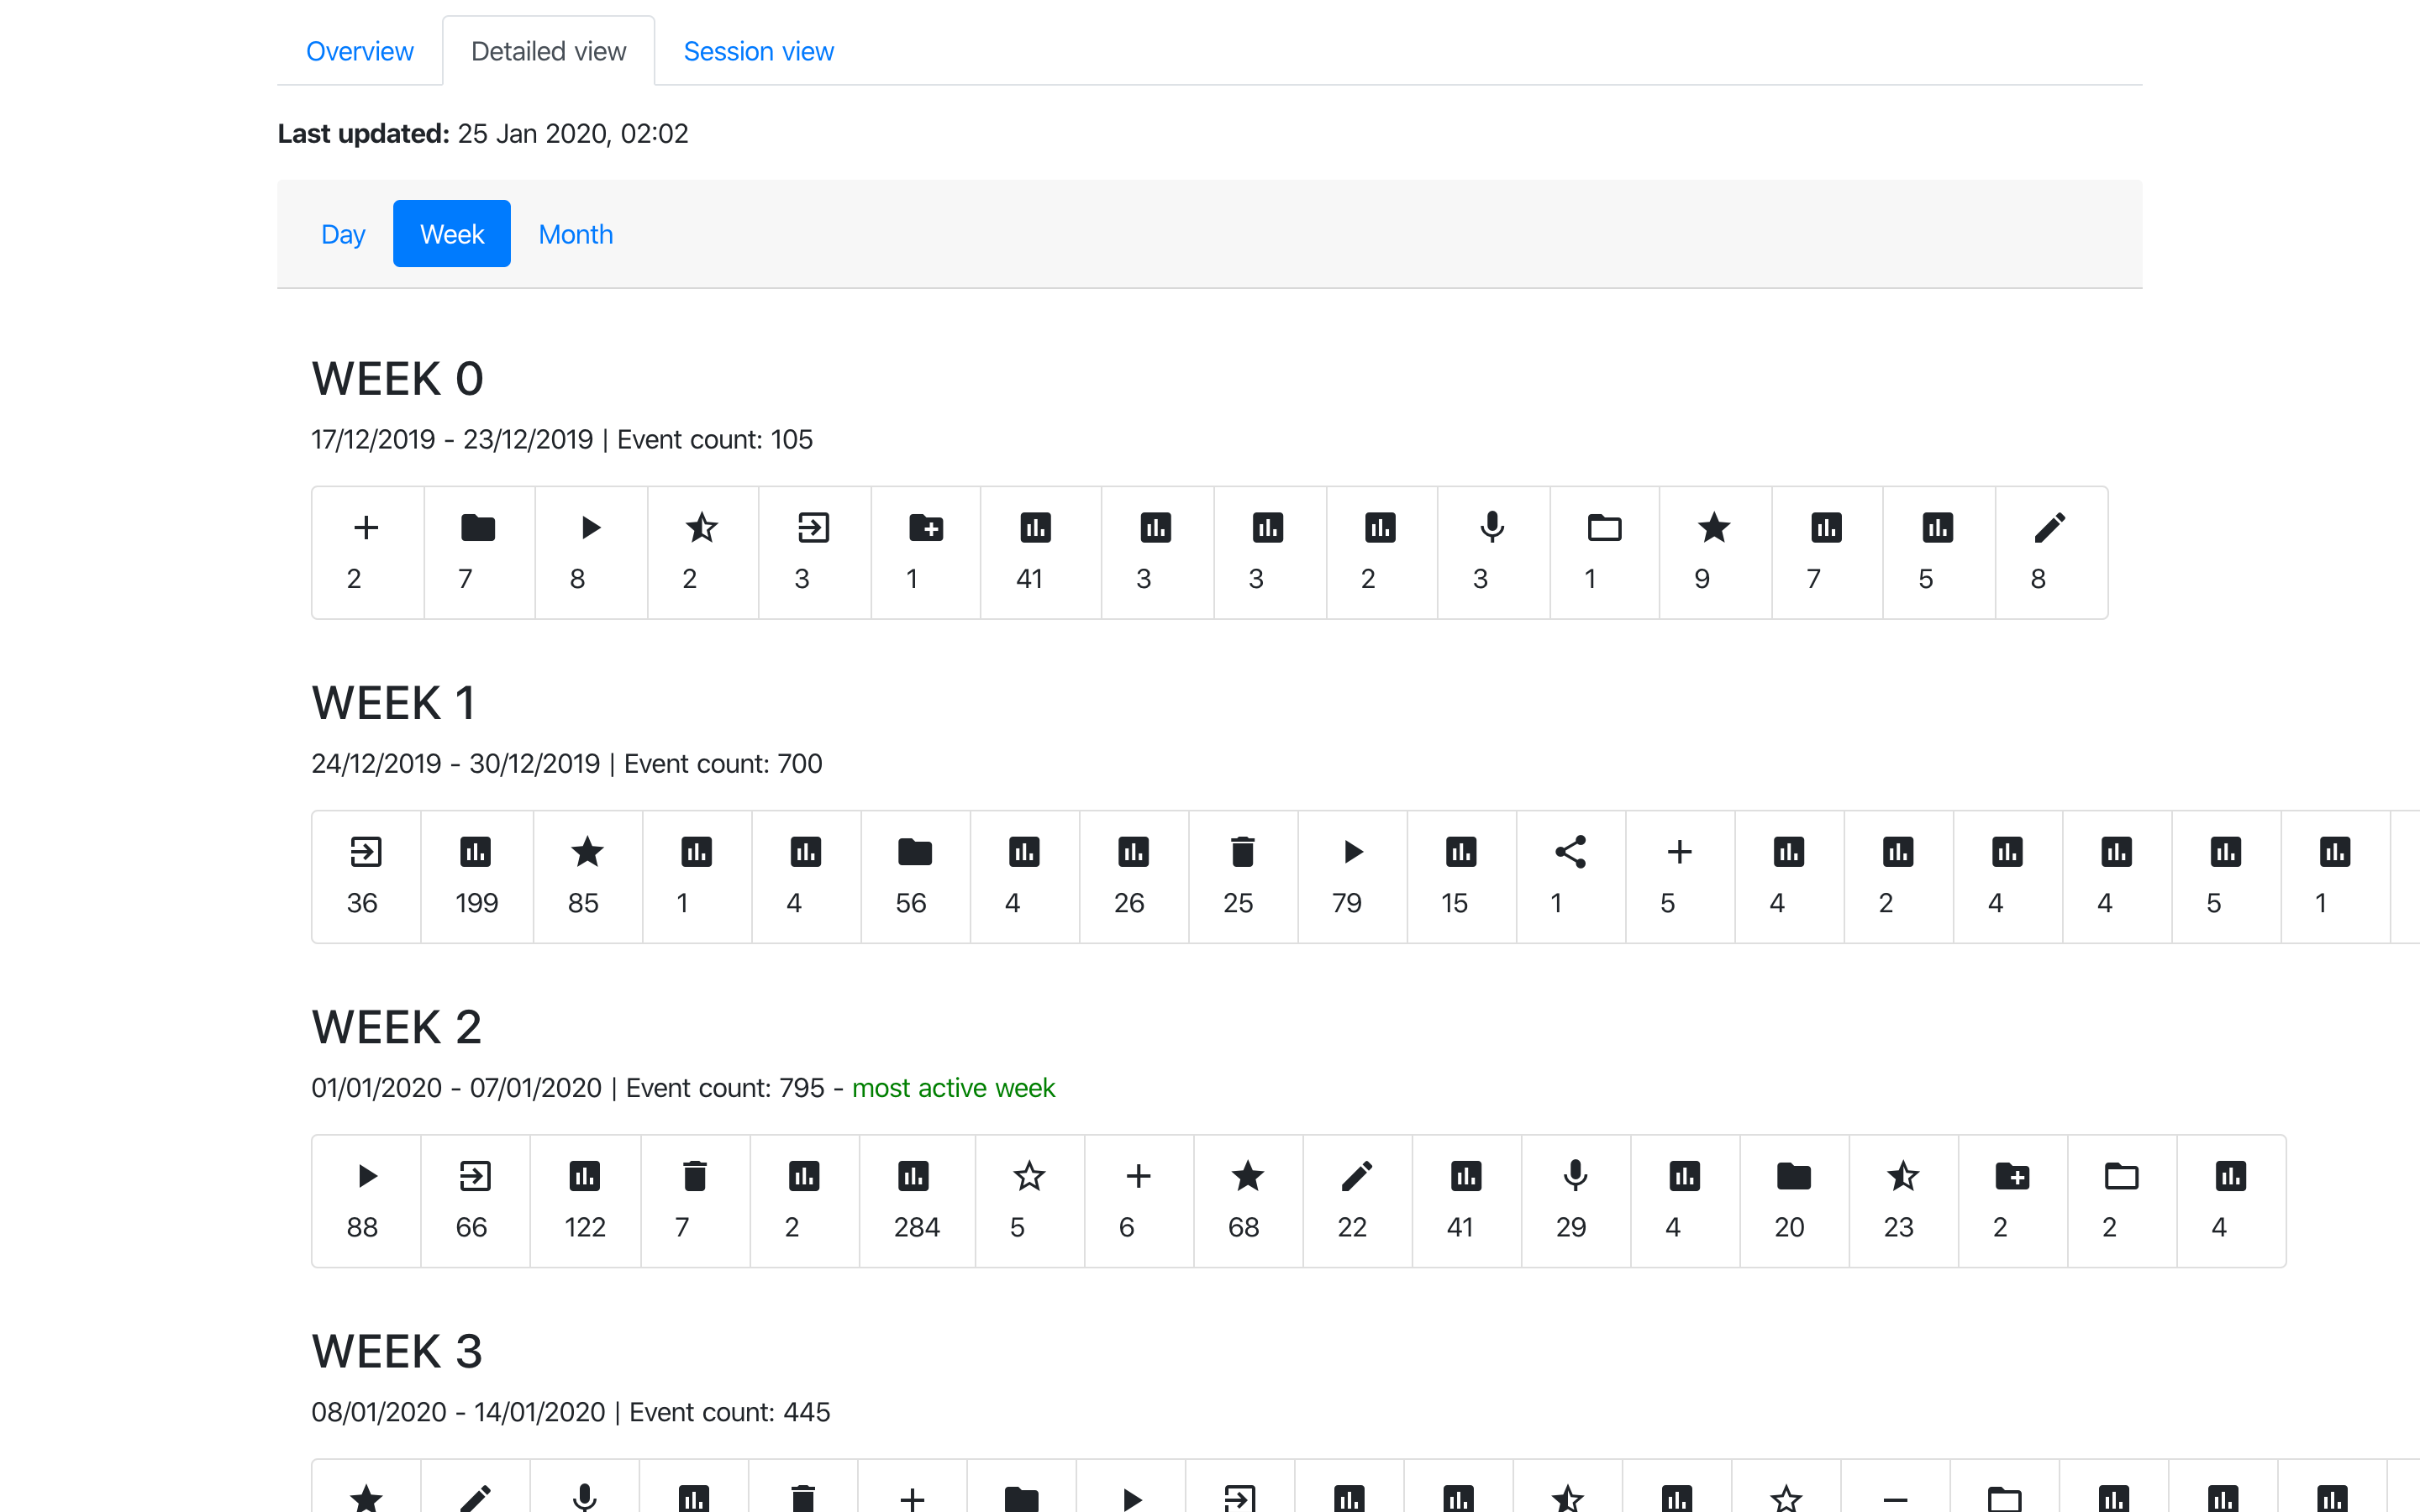 Overview Detailed view Session view
Last updated: 25 Jan 2020, 02:02
Day Week Month
WEEK 0
17/12/2019 - 23/12/2019 | Event count: 105
2 7 8 2 3 1 41 3 3 2 3 1 9 7 5 8
WEEK 1
24/12/2019 - 30/12/2019 | Event count: 700
36 199 85 1 4 56 4 26 25 79 15 1 5 4 2 4 4 5 1
WEEK 2
01/01/2020 - 07/01/2020 | Event count: 795 - most active week
88 66 122 7 2 284 5 6 68 22 41 29 4 20 23 2 2 4
WEEK 3
08/01/2020 - 14/01/2020 | Event count: 445